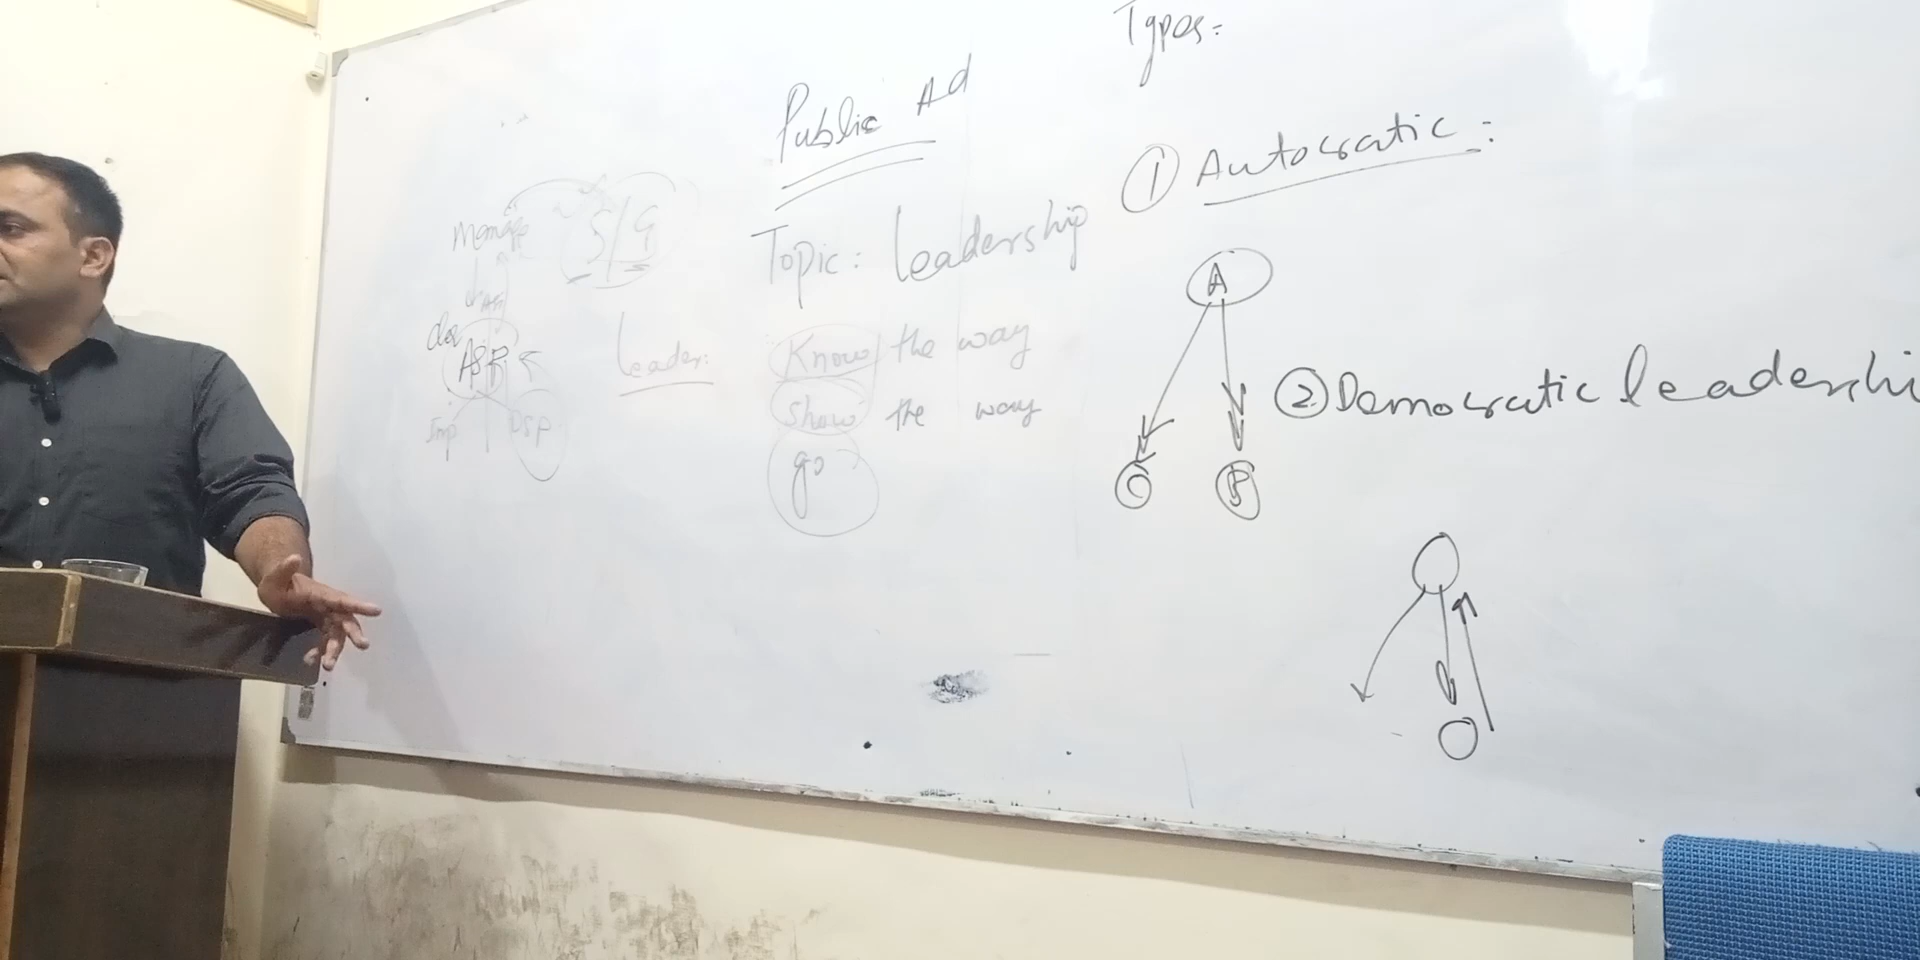 Public Ad
Topic: leadership
Leader:
Know the way
show the way
go
S/G
ASP
Insp DSP
Types:
① Autocratic:
A
C B
② Democratic leadershi